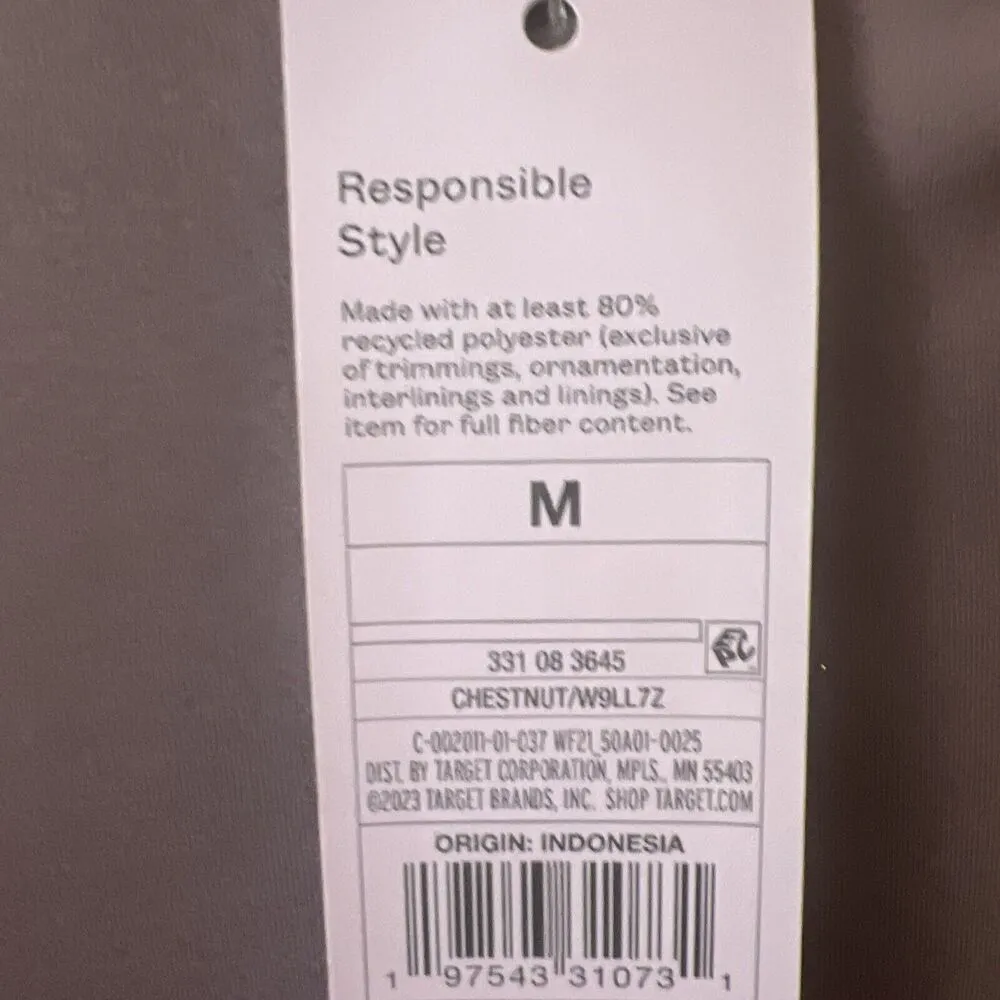 Responsible
Style
Made with at least 80%
recycled polyester (exclusive
of trimmings, ornamentation,
interlinings and linings). See
item for full fiber content.
M
331 08 3645
CHESTNUT/W9LL7Z
C-002011-01-037 WF21_50A01-0025
DIST. BY TARGET CORPORATION, MPLS., MN 55403
©2023 TARGET BRANDS, INC. SHOP TARGET.COM
ORIGIN: INDONESIA
1 97543 31073 1